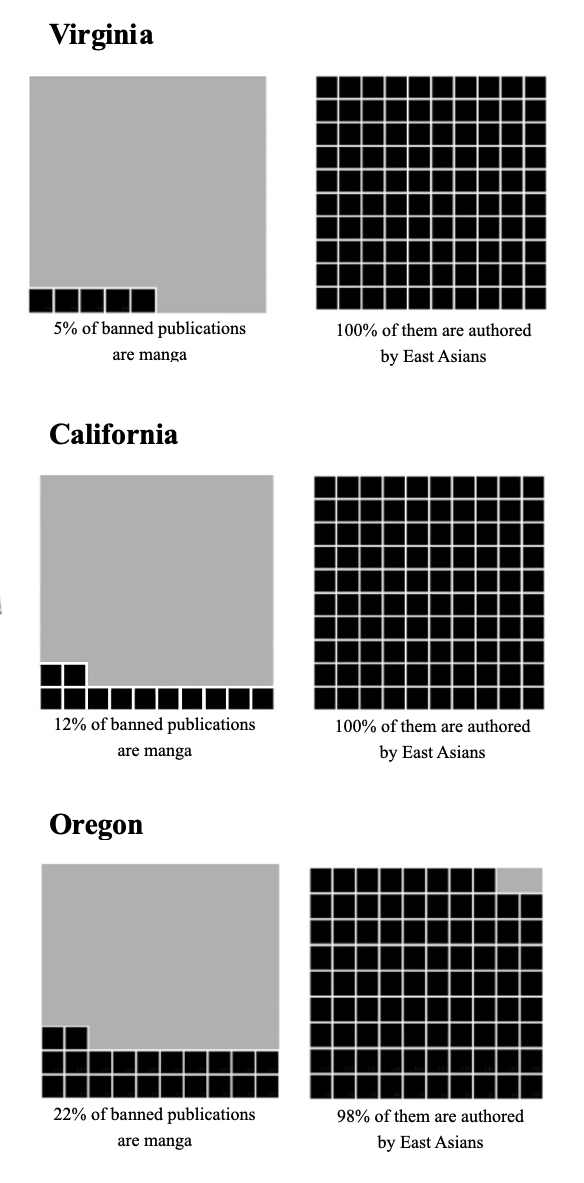 Virginia
5% of banned publications
are manga
100% of them are authored
by East Asians
California
12% of banned publications
are manga
100% of them are authored
by East Asians
Oregon
22% of banned publications
are manga
98% of them are authored
by East Asians